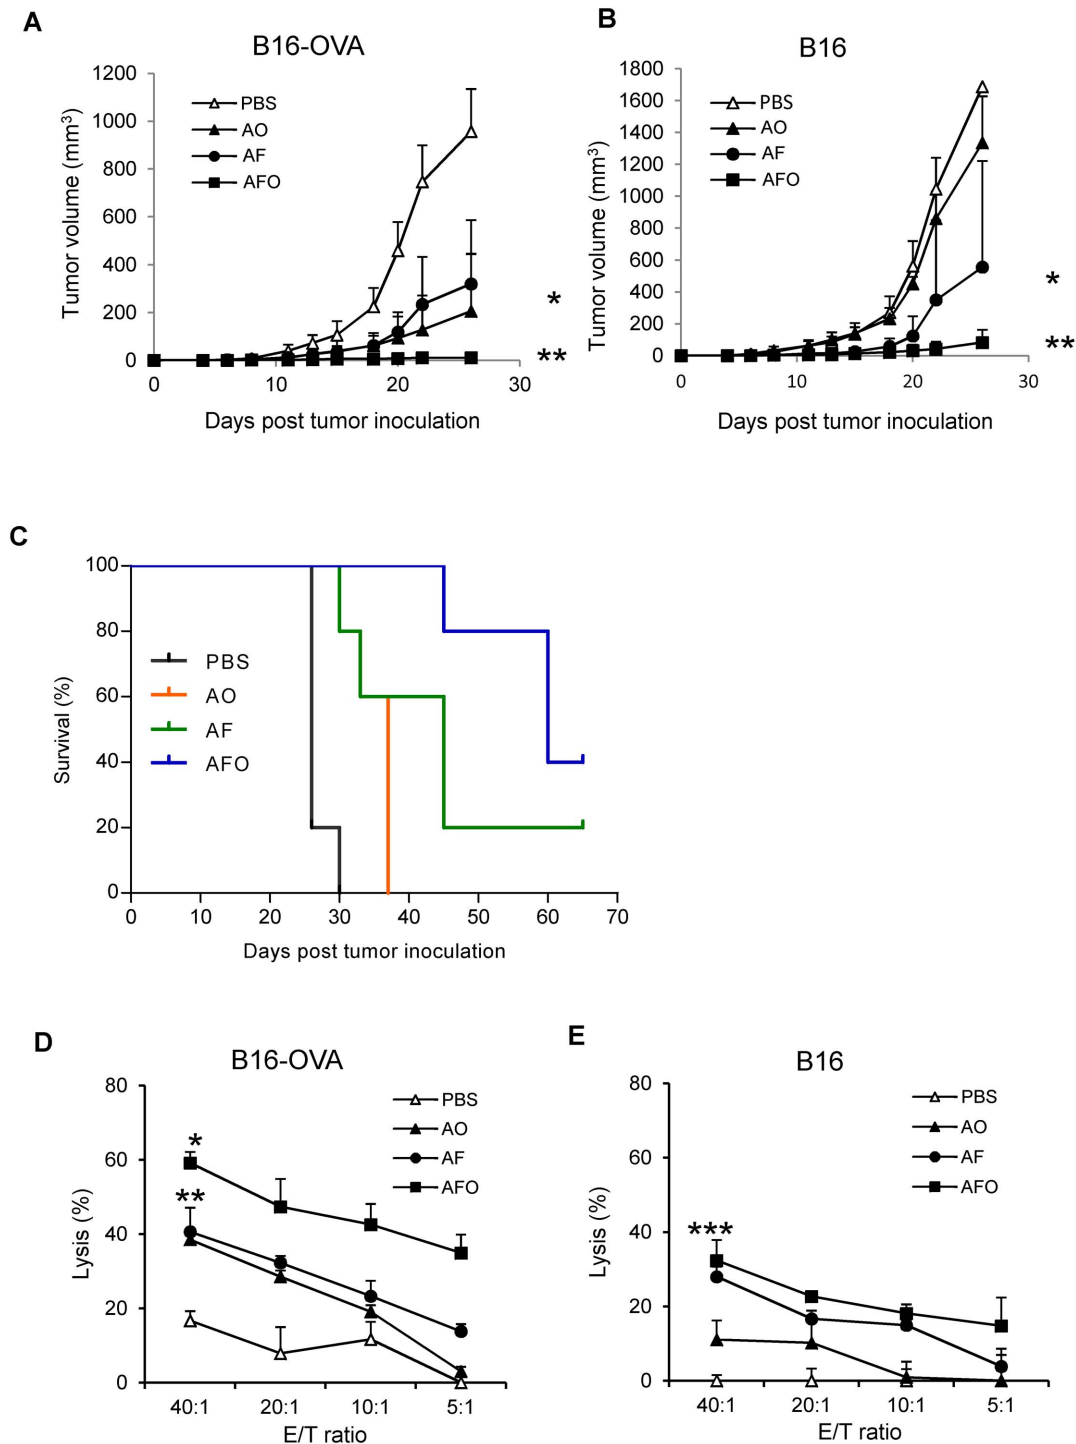 A
B16-OVA
1200
1000
800
600
400
200
0
Tumor volume (mm³)
PBS
AO
AF
AFO
*
**
0 10 20 30
Days post tumor inoculation
B
B16
1800
1600
1400
1200
1000
800
600
400
200
0
Tumor volume (mm³)
PBS
AO
AF
AFO
*
**
0 10 20 30
Days post tumor inoculation
C
100
80
60
40
20
0
Survival (%)
PBS
AO
AF
AFO
0 10 20 30 40 50 60 70
Days post tumor inoculation
D
B16-OVA
80
60
40
20
0
Lysis (%)
PBS
AO
AF
AFO
*
**
40:1 20:1 10:1 5:1
E/T ratio
E
B16
80
60
40
20
0
Lysis (%)
PBS
AO
AF
AFO
***
40:1 20:1 10:1 5:1
E/T ratio